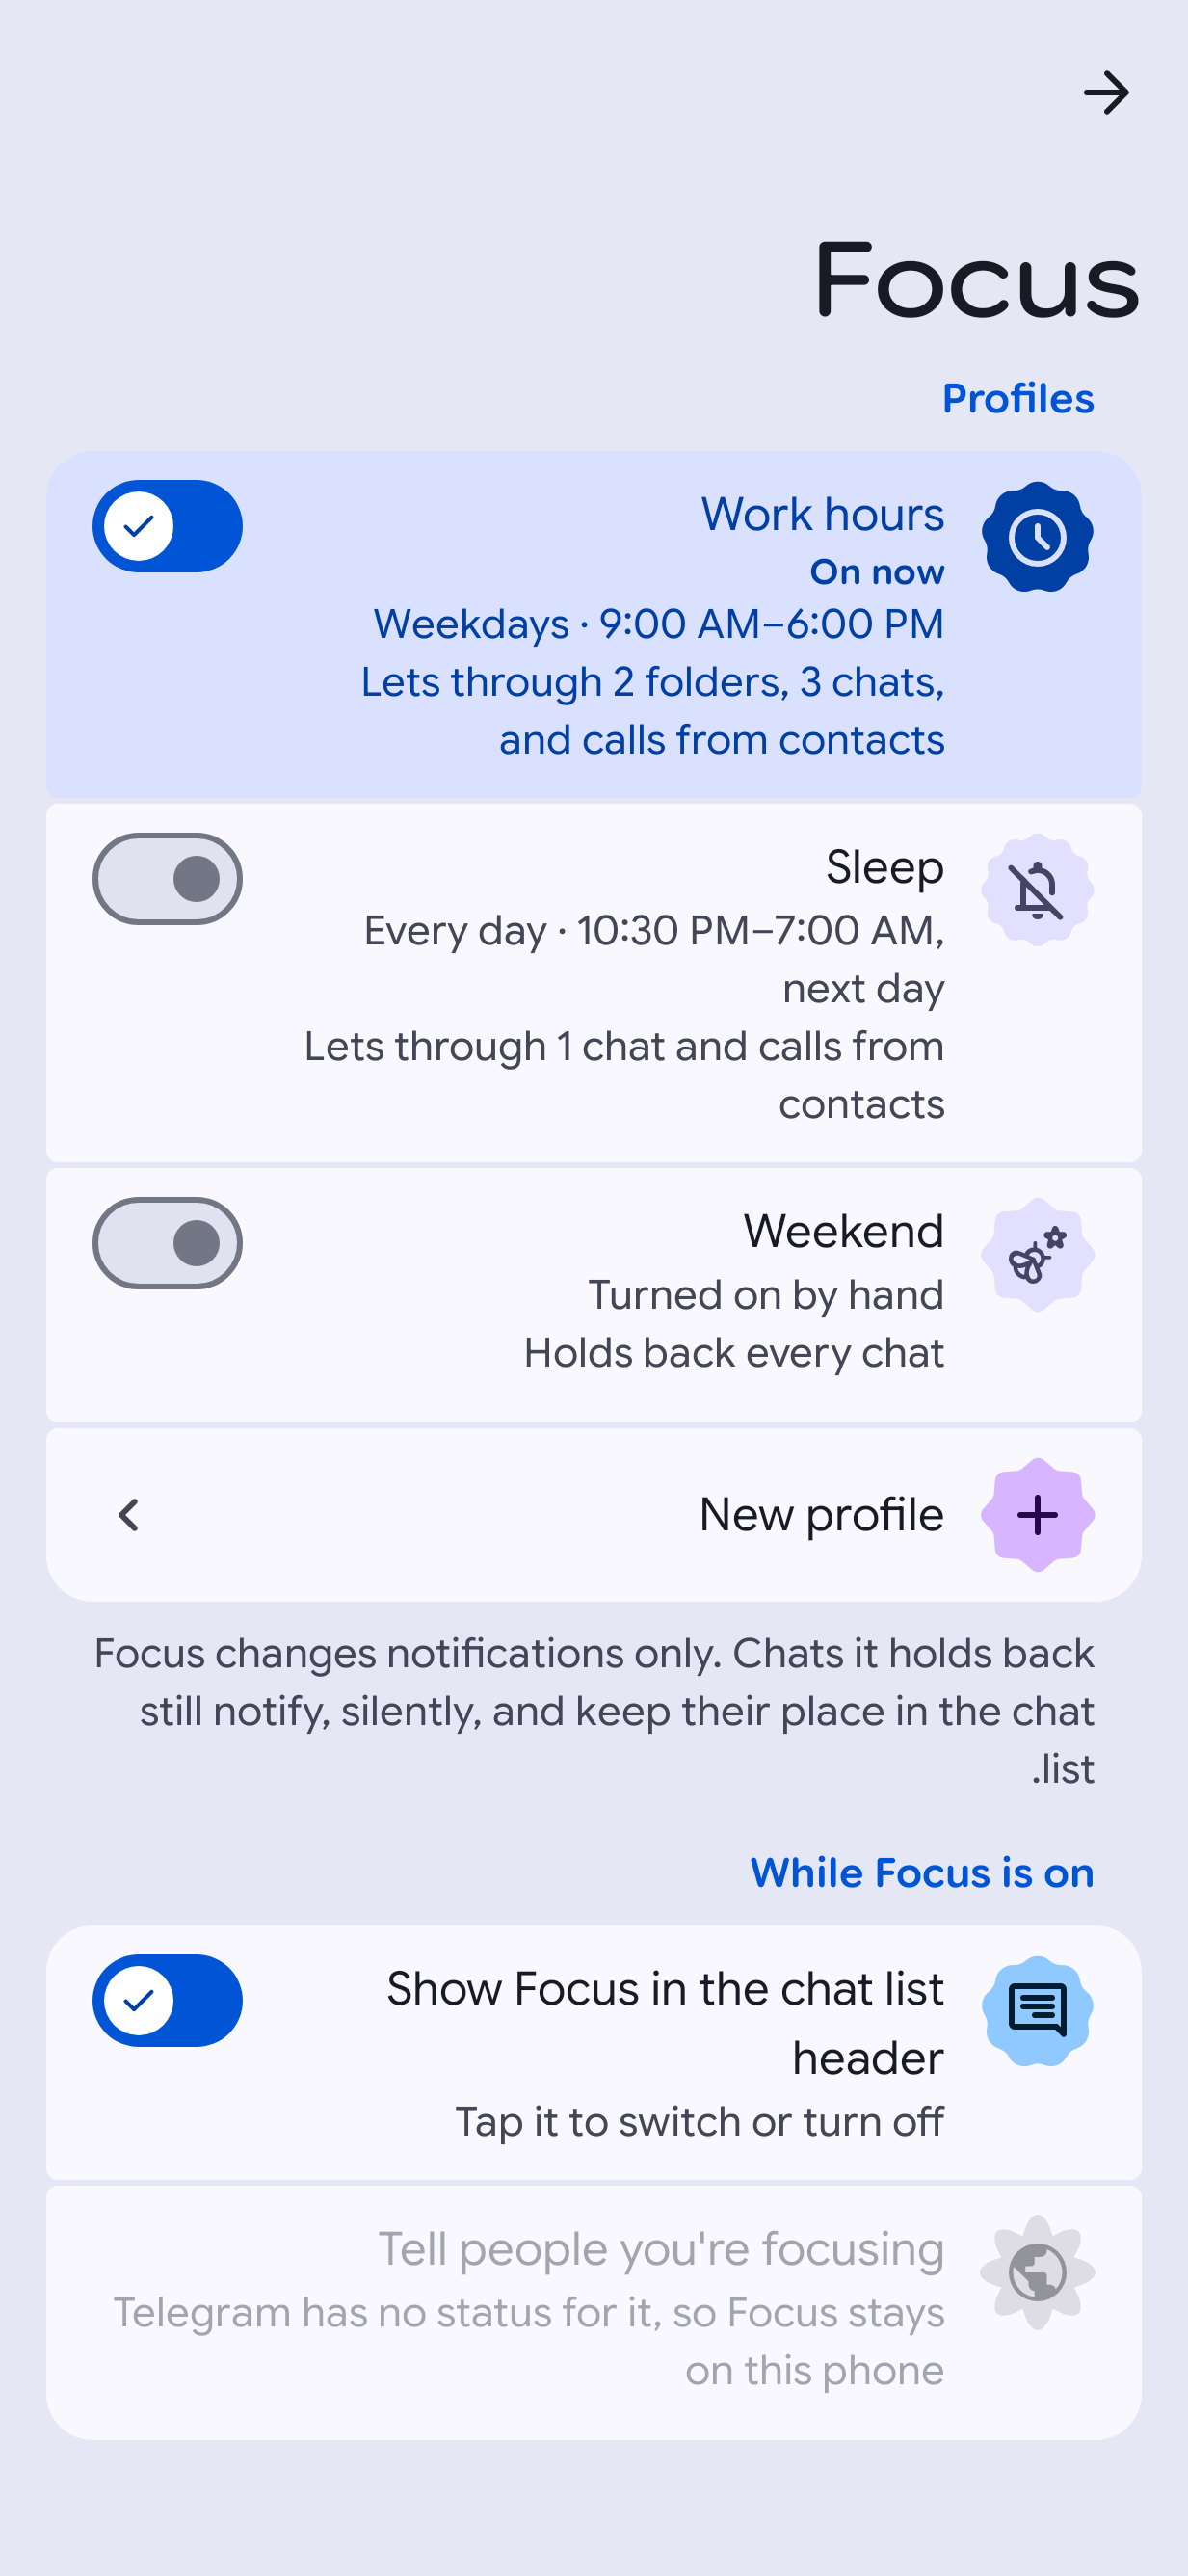 Focus
Profiles
Work hours
On now
Weekdays · 9:00 AM–6:00 PM
Lets through 2 folders, 3 chats,
and calls from contacts
Sleep
Every day · 10:30 PM–7:00 AM,
next day
Lets through 1 chat and calls from
contacts
Weekend
Turned on by hand
Holds back every chat
New profile
Focus changes notifications only. Chats it holds back
still notify, silently, and keep their place in the chat
.list
While Focus is on
Show Focus in the chat list
header
Tap it to switch or turn off
Tell people you're focusing
Telegram has no status for it, so Focus stays
on this phone